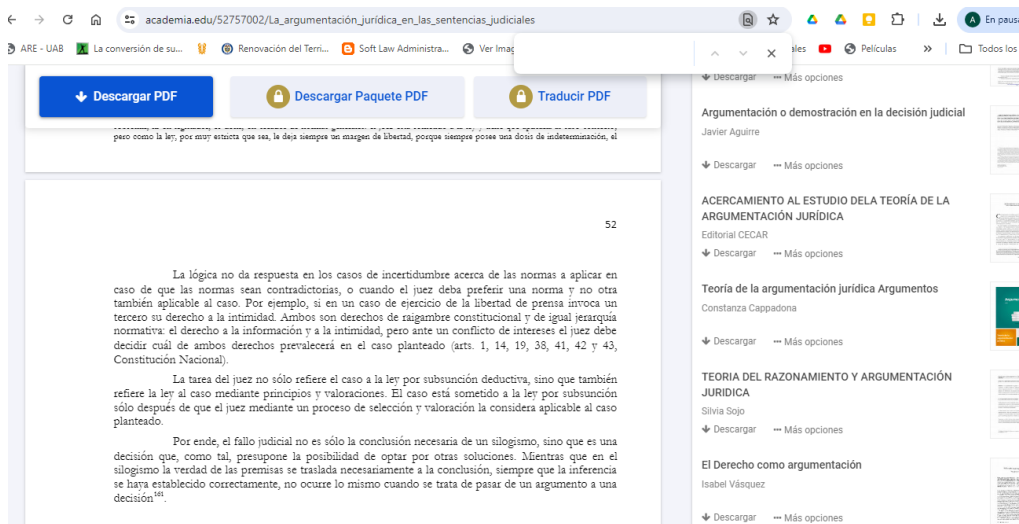 academia.edu/52757002/La_argumentación_jurídica_en_las_sentencias_judiciales
A
En pausa
ARE - UAB
La conversión de su...
Renovación del Terri...
Soft Law Administra...
Ver Imag
ales
Películas
»
Todos los
Descargar PDF
Descargar Paquete PDF
Traducir PDF
pero como la ley, por muy estricta que sea, le deja siempre un margen de libertad, porque siempre posee una dosis de indeterminación, el
52
La lógica no da respuesta en los casos de incertidumbre acerca de las normas a aplicar en
caso de que las normas sean contradictorias, o cuando el juez deba preferir una norma y no otra
también aplicable al caso. Por ejemplo, si en un caso de ejercicio de la libertad de prensa invoca un
tercero su derecho a la intimidad. Ambos son derechos de raigambre constitucional y de igual jerarquía
normativa: el derecho a la información y a la intimidad, pero ante un conflicto de intereses el juez debe
decidir cuál de ambos derechos prevalecerá en el caso planteado (arts. 1, 14, 19, 38, 41, 42 y 43,
Constitución Nacional).
La tarea del juez no sólo refiere el caso a la ley por subsunción deductiva, sino que también
refiere la ley al caso mediante principios y valoraciones. El caso está sometido a la ley por subsunción
sólo después de que el juez mediante un proceso de selección y valoración la considera aplicable al caso
planteado.
Por ende, el fallo judicial no es sólo la conclusión necesaria de un silogismo, sino que es una
decisión que, como tal, presupone la posibilidad de optar por otras soluciones. Mientras que en el
silogismo la verdad de las premisas se traslada necesariamente a la conclusión, siempre que la inferencia
se haya establecido correctamente, no ocurre lo mismo cuando se trata de pasar de un argumento a una
decisión161.
Descargar ••• Más opciones
Argumentación o demostración en la decisión judicial
Javier Aguirre
Descargar ••• Más opciones
ACERCAMIENTO AL ESTUDIO DELA TEORÍA DE LA
ARGUMENTACIÓN JURÍDICA
Editorial CECAR
Descargar ••• Más opciones
Teoría de la argumentación jurídica Argumentos
Constanza Cappadona
Descargar ••• Más opciones
TEORIA DEL RAZONAMIENTO Y ARGUMENTACIÓN
JURIDICA
Silvia Sojo
Descargar ••• Más opciones
El Derecho como argumentación
Isabel Vásquez
Descargar ••• Más opciones